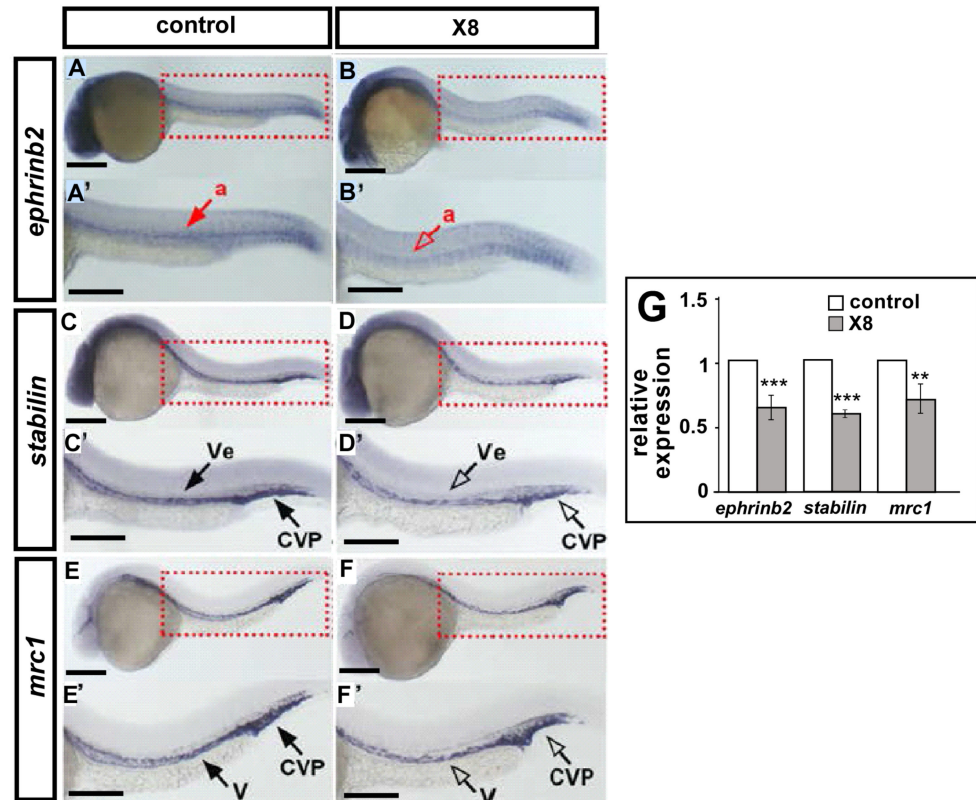 control
X8
ephrinb2
A
B
A'
a
B'
a
stabilin
C
D
C'
Ve
CVP
D'
Ve
CVP
mrc1
E
F
E'
V
CVP
F'
V
CVP
G
1.5
1
0.5
0
relative
expression
control
X8
***
***
**
ephrinb2 stabilin mrc1